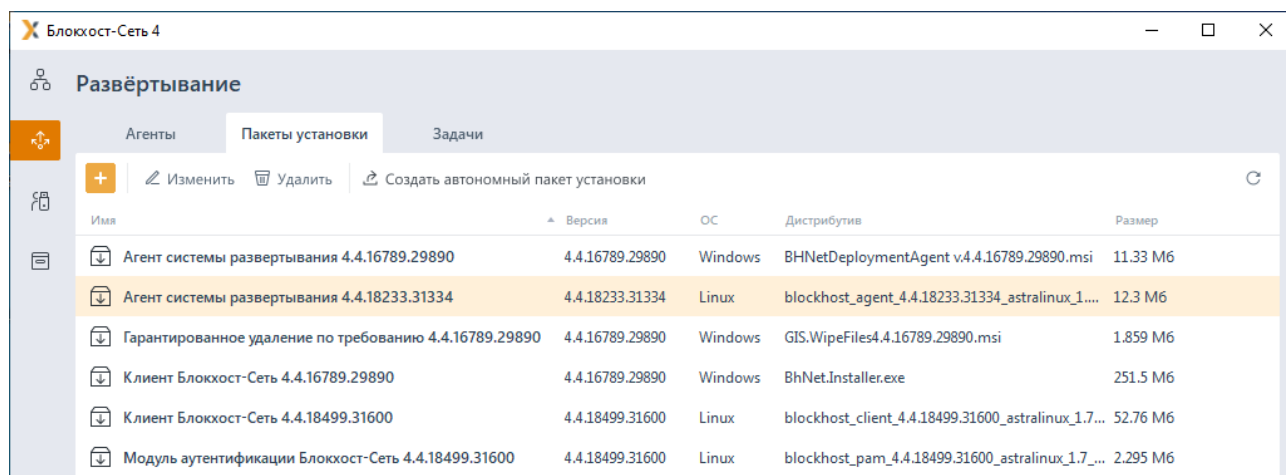 Блокхост-Сеть 4
Развёртывание
Агенты Пакеты установки Задачи
+ Изменить Удалить Создать автономный пакет установки
Имя Версия ОС Дистрибутив Размер
Агент системы развертывания 4.4.16789.29890 4.4.16789.29890 Windows BHNetDeploymentAgent v.4.4.16789.29890.msi 11.33 Мб
Агент системы развертывания 4.4.18233.31334 4.4.18233.31334 Linux blockhost_agent_4.4.18233.31334_astralinux_1.... 12.3 Мб
Гарантированное удаление по требованию 4.4.16789.29890 4.4.16789.29890 Windows GIS.WipeFiles4.4.16789.29890.msi 1.859 Мб
Клиент Блокхост-Сеть 4.4.16789.29890 4.4.16789.29890 Windows BhNet.Installer.exe 251.5 Мб
Клиент Блокхост-Сеть 4.4.18499.31600 4.4.18499.31600 Linux blockhost_client_4.4.18499.31600_astralinux_1.7... 52.76 Мб
Модуль аутентификации Блокхост-Сеть 4.4.18499.31600 4.4.18499.31600 Linux blockhost_pam_4.4.18499.31600_astralinux_1.7_... 2.295 Мб